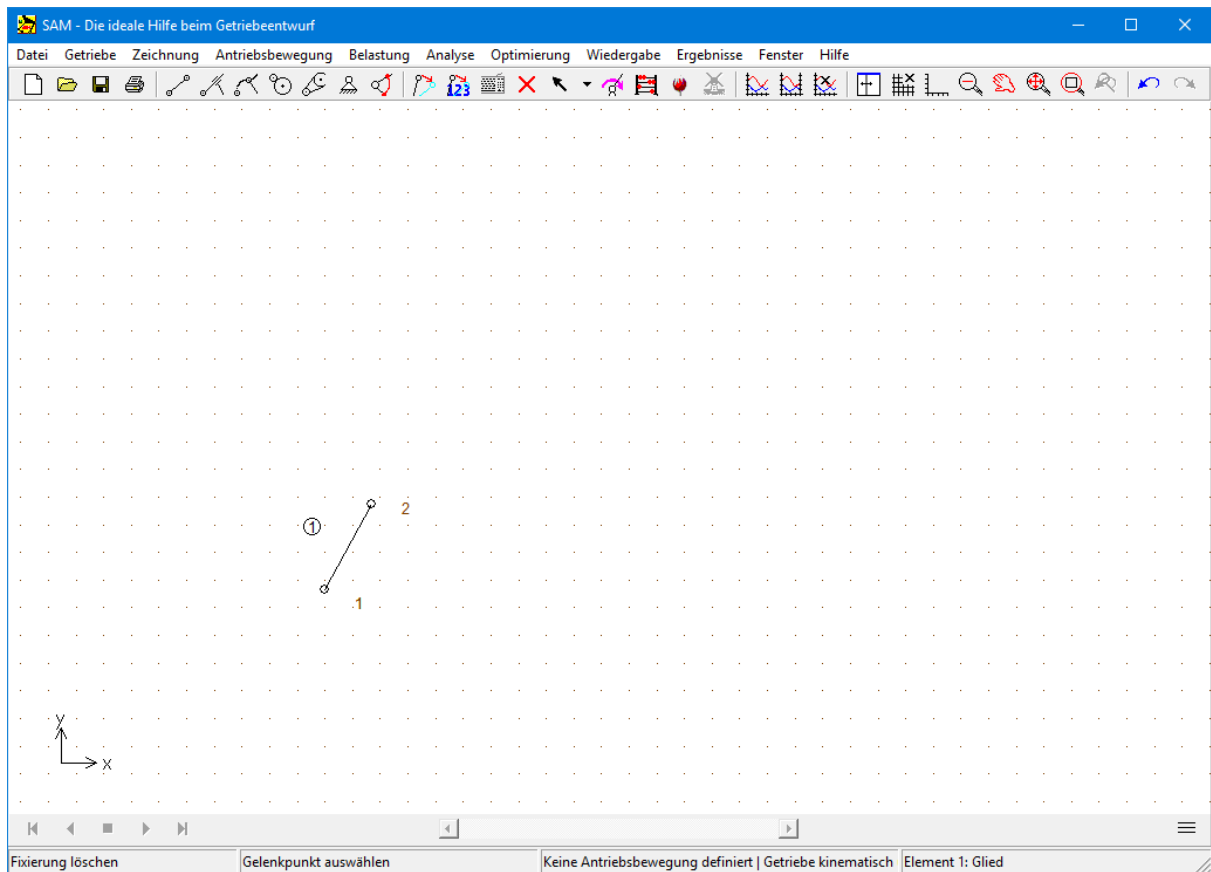 SAM - Die ideale Hilfe beim Getriebeentwurf
Datei Getriebe Zeichnung Antriebsbewegung Belastung Analyse Optimierung Wiedergabe Ergebnisse Fenster Hilfe
123
2
1
1
y
x
Fixierung löschen Gelenkpunkt auswählen Keine Antriebsbewegung definiert | Getriebe kinematisch Element 1: Glied